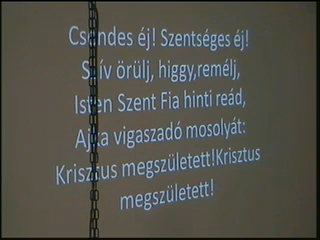 Csendes éj! Szentséges éj!
Szív örülj, higgy,remélj,
Isten Szent Fia hinti reád,
Ajka vigaszadó mosolyát:
Krisztus megszületett!Krisztus
megszületett!